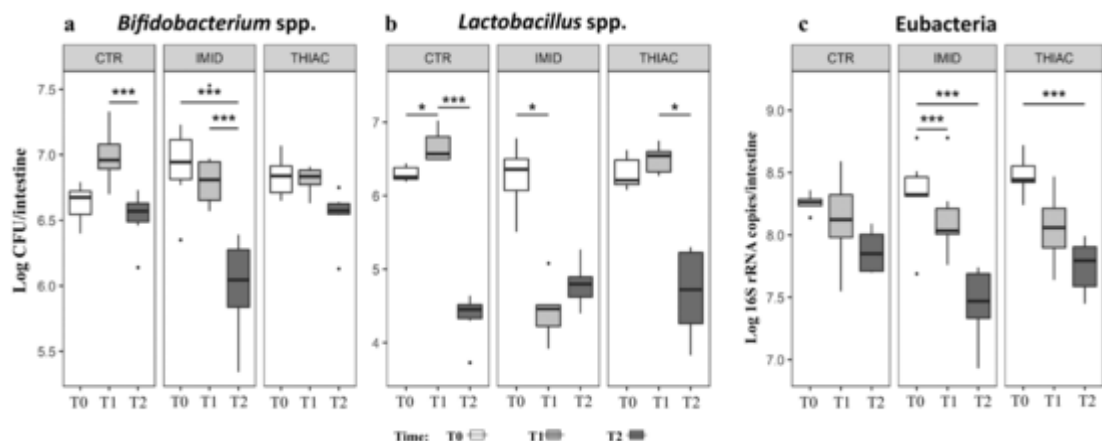 a Bifidobacterium spp. b Lactobacillus spp. c Eubacteria
CTR IMID THIAC CTR IMID THIAC CTR IMID THIAC
Log CFU/intestine
7.5
7.0
6.5
6.0
5.5
*** *** ***
T0 T1 T2 T0 T1 T2 T0 T1 T2
7
6
5
4
* *** * *
T0 T1 T2 T0 T1 T2 T0 T1 T2
Log 16S rRNA copies/intestine
9.0
8.5
8.0
7.5
7.0
*** *** ***
T0 T1 T2 T0 T1 T2 T0 T1 T2
Time: T0 T1 T2